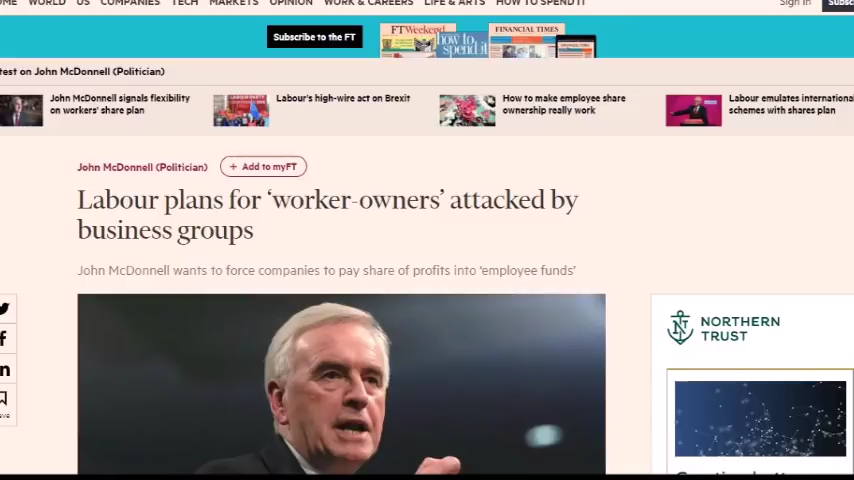 WORLD US COMPANIES TECH MARKETS OPINION WORK & CAREERS LIFE & ARTS HOW TO SPEND IT Sign In
Subscribe to the FT
FTWeekend
how to spend it
FINANCIAL TIMES
on John McDonnell (Politician)
John McDonnell signals flexibility
on workers' share plan
Labour's high-wire act on Brexit
How to make employee share
ownership really work
Labour emulates international
schemes with shares plan
John McDonnell (Politician)
+ Add to myFT
Labour plans for ‘worker-owners’ attacked by
business groups
John McDonnell wants to force companies to pay share of profits into ‘employee funds’
NORTHERN
TRUST